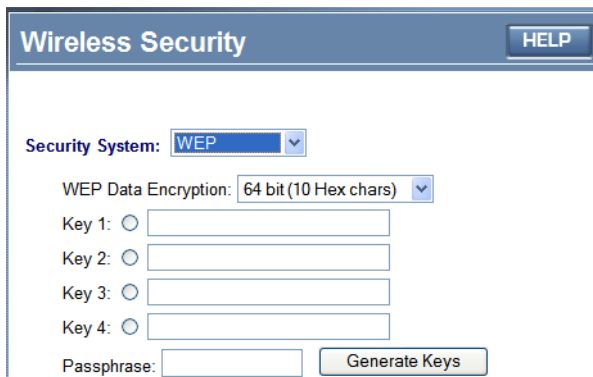 Wireless Security HELP
Security System: WEP
WEP Data Encryption: 64 bit (10 Hex chars)
Key 1:
Key 2:
Key 3:
Key 4:
Passphrase: Generate Keys